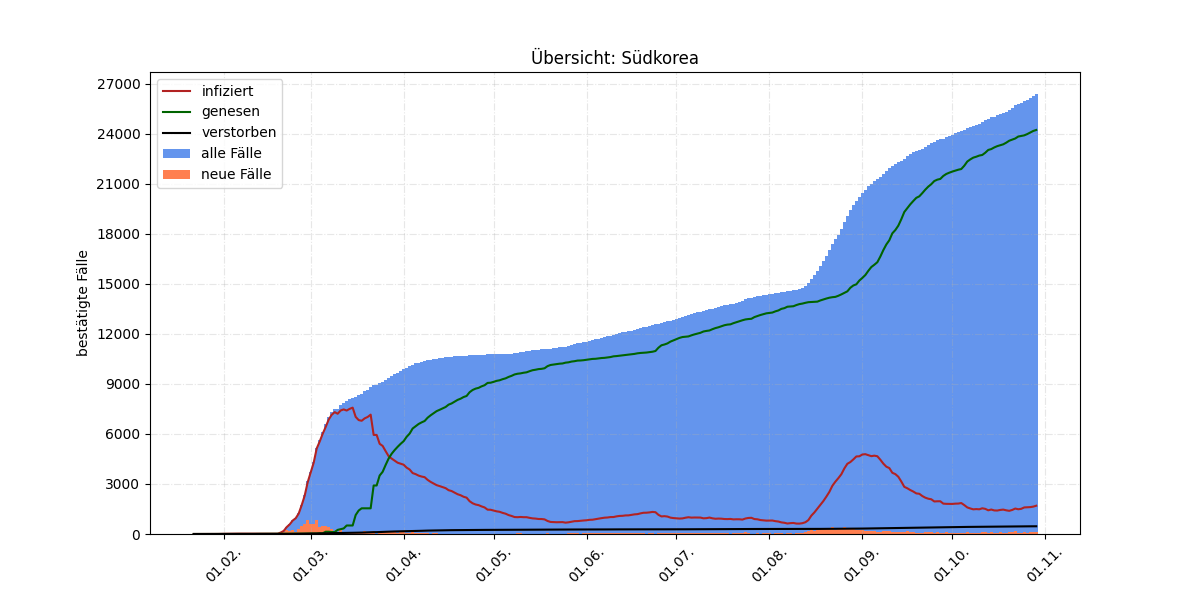 Übersicht: Südkorea
bestätigte Fälle
27000
24000
21000
18000
15000
12000
9000
6000
3000
0
infiziert
genesen
verstorben
alle Fälle
neue Fälle
01.02.
01.03.
01.04.
01.05.
01.06.
01.07.
01.08.
01.09.
01.10.
01.11.